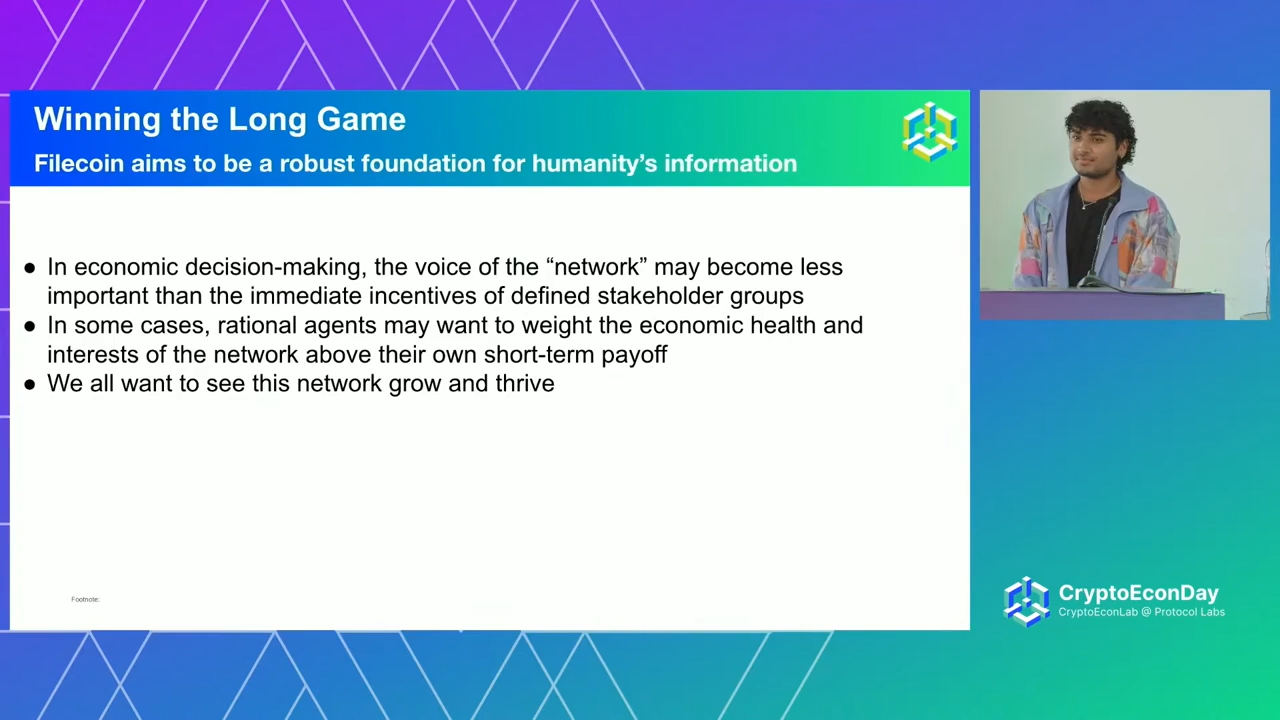 Winning the Long Game
Filecoin aims to be a robust foundation for humanity’s information
● In economic decision-making, the voice of the “network” may become less
important than the immediate incentives of defined stakeholder groups
● In some cases, rational agents may want to weight the economic health and
interests of the network above their own short-term payoff
● We all want to see this network grow and thrive
Footnote:
CryptoEconDay
CryptoEconLab @ Protocol Labs